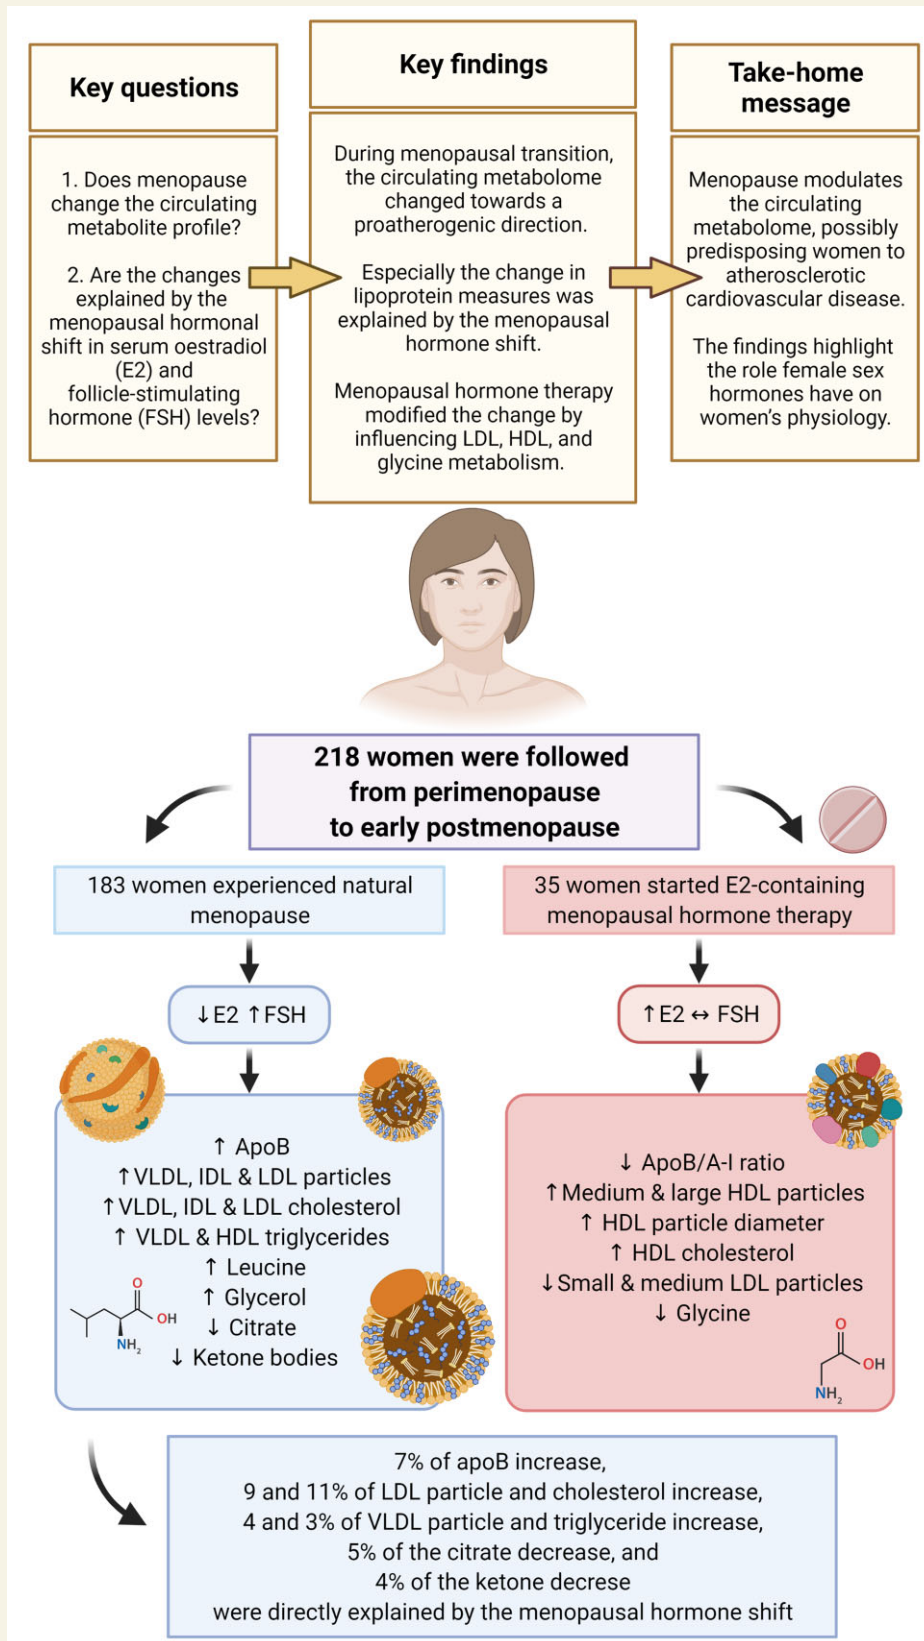 Key questions
1. Does menopause
change the circulating
metabolite profile?
2. Are the changes
explained by the
menopausal hormonal
shift in serum oestradiol
(E2) and
follicle-stimulating
hormone (FSH) levels?
Key findings
During menopausal transition,
the circulating metabolome
changed towards a
proatherogenic direction.
Especially the change in
lipoprotein measures was
explained by the menopausal
hormone shift.
Menopausal hormone therapy
modified the change by
influencing LDL, HDL, and
glycine metabolism.
Take-home
message
Menopause modulates
the circulating
metabolome, possibly
predisposing women to
atherosclerotic
cardiovascular disease.
The findings highlight
the role female sex
hormones have on
women's physiology.
218 women were followed
from perimenopause
to early postmenopause
183 women experienced natural
menopause
↓E2 ↑FSH
↑ ApoB
↑VLDL, IDL & LDL particles
↑VLDL, IDL & LDL cholesterol
↑ VLDL & HDL triglycerides
↑ Leucine
↑ Glycerol
↓ Citrate
↓ Ketone bodies
O
OH
NH₂
35 women started E2-containing
menopausal hormone therapy
↑E2 ↔ FSH
↓ ApoB/A-I ratio
↑Medium & large HDL particles
↑ HDL particle diameter
↑ HDL cholesterol
↓Small & medium LDL particles
↓ Glycine
O
OH
NH₂
7% of apoB increase,
9 and 11% of LDL particle and cholesterol increase,
4 and 3% of VLDL particle and triglyceride increase,
5% of the citrate decrease, and
4% of the ketone decrese
were directly explained by the menopausal hormone shift